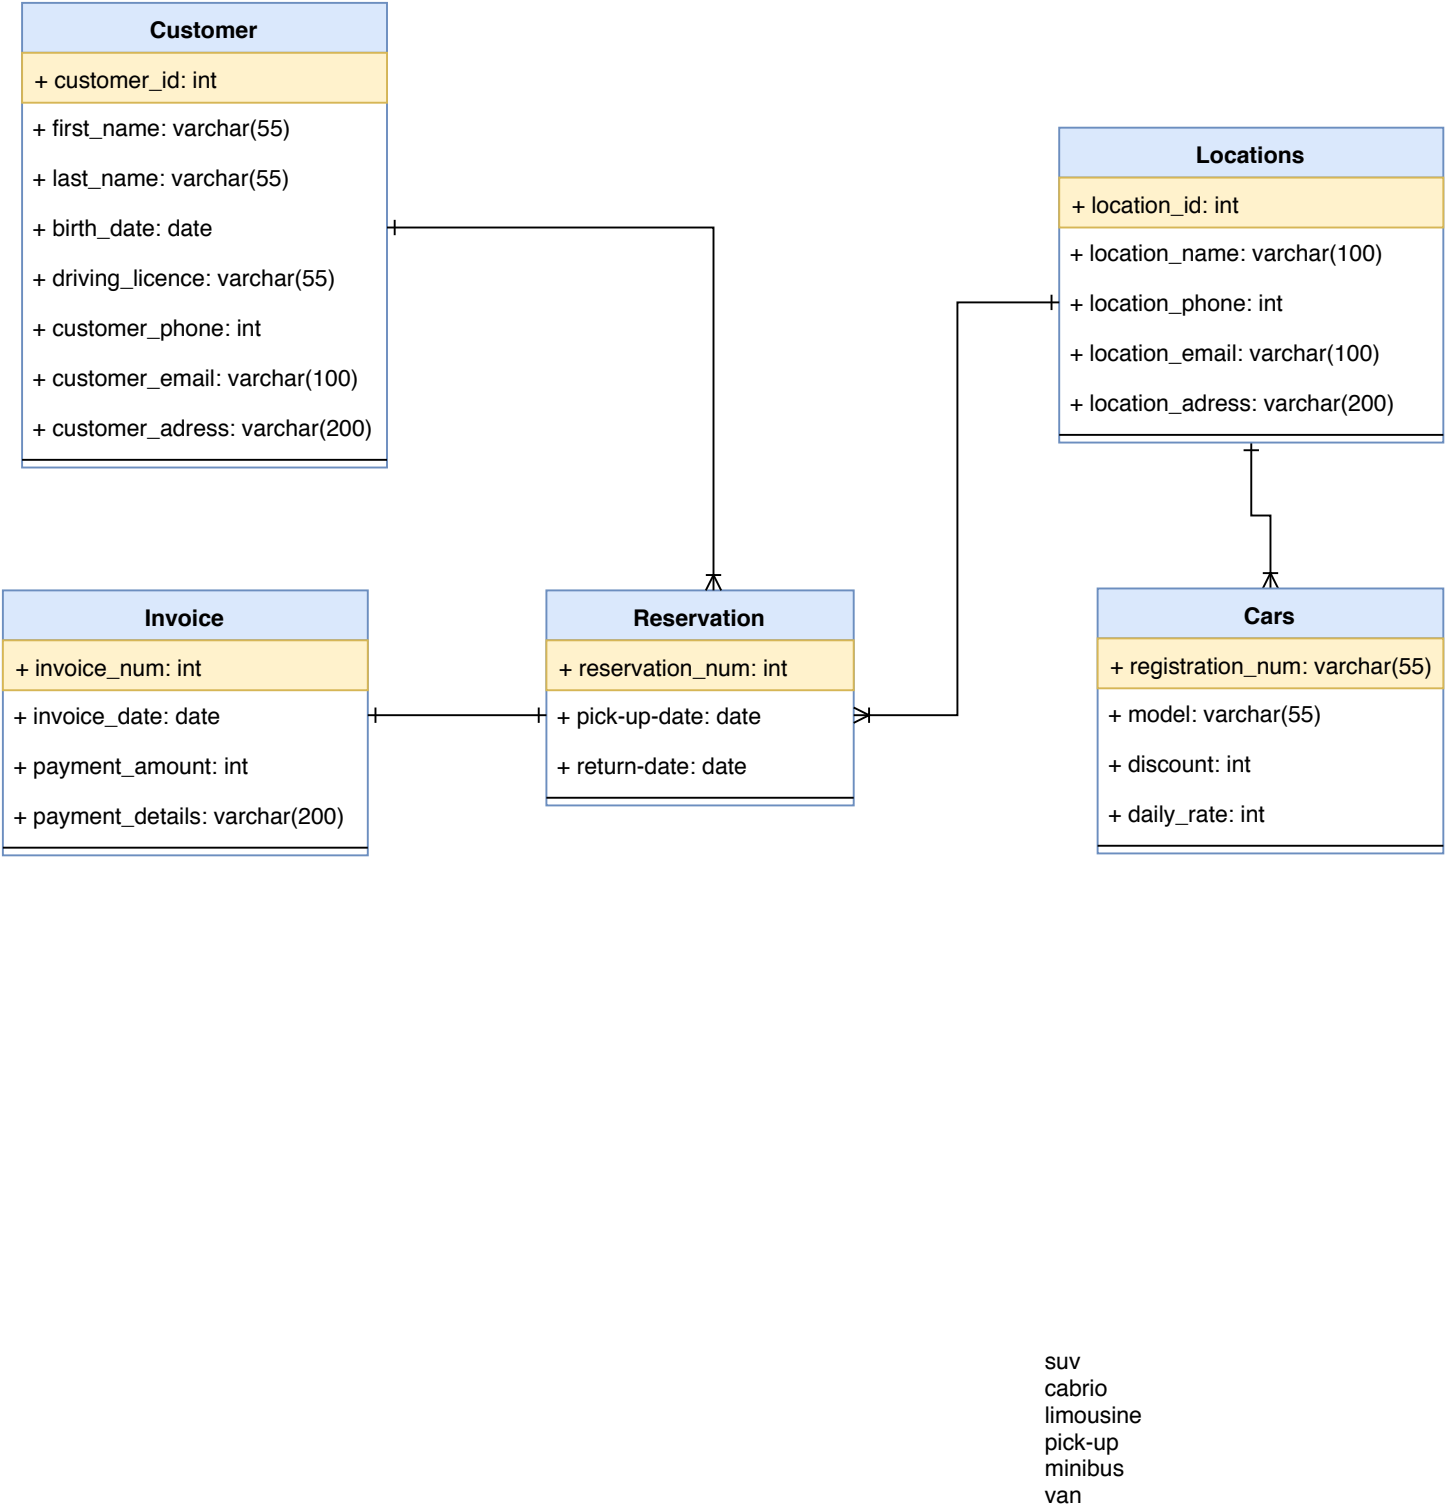 Customer
+ customer_id: int
+ first_name: varchar(55)
+ last_name: varchar(55)
+ birth_date: date
+ driving_licence: varchar(55)
+ customer_phone: int
+ customer_email: varchar(100)
+ customer_adress: varchar(200)
Locations
+ location_id: int
+ location_name: varchar(100)
+ location_phone: int
+ location_email: varchar(100)
+ location_adress: varchar(200)
Invoice
+ invoice_num: int
+ invoice_date: date
+ payment_amount: int
+ payment_details: varchar(200)
Reservation
+ reservation_num: int
+ pick-up-date: date
+ return-date: date
Cars
+ registration_num: varchar(55)
+ model: varchar(55)
+ discount: int
+ daily_rate: int
suv
cabrio
limousine
pick-up
minibus
van